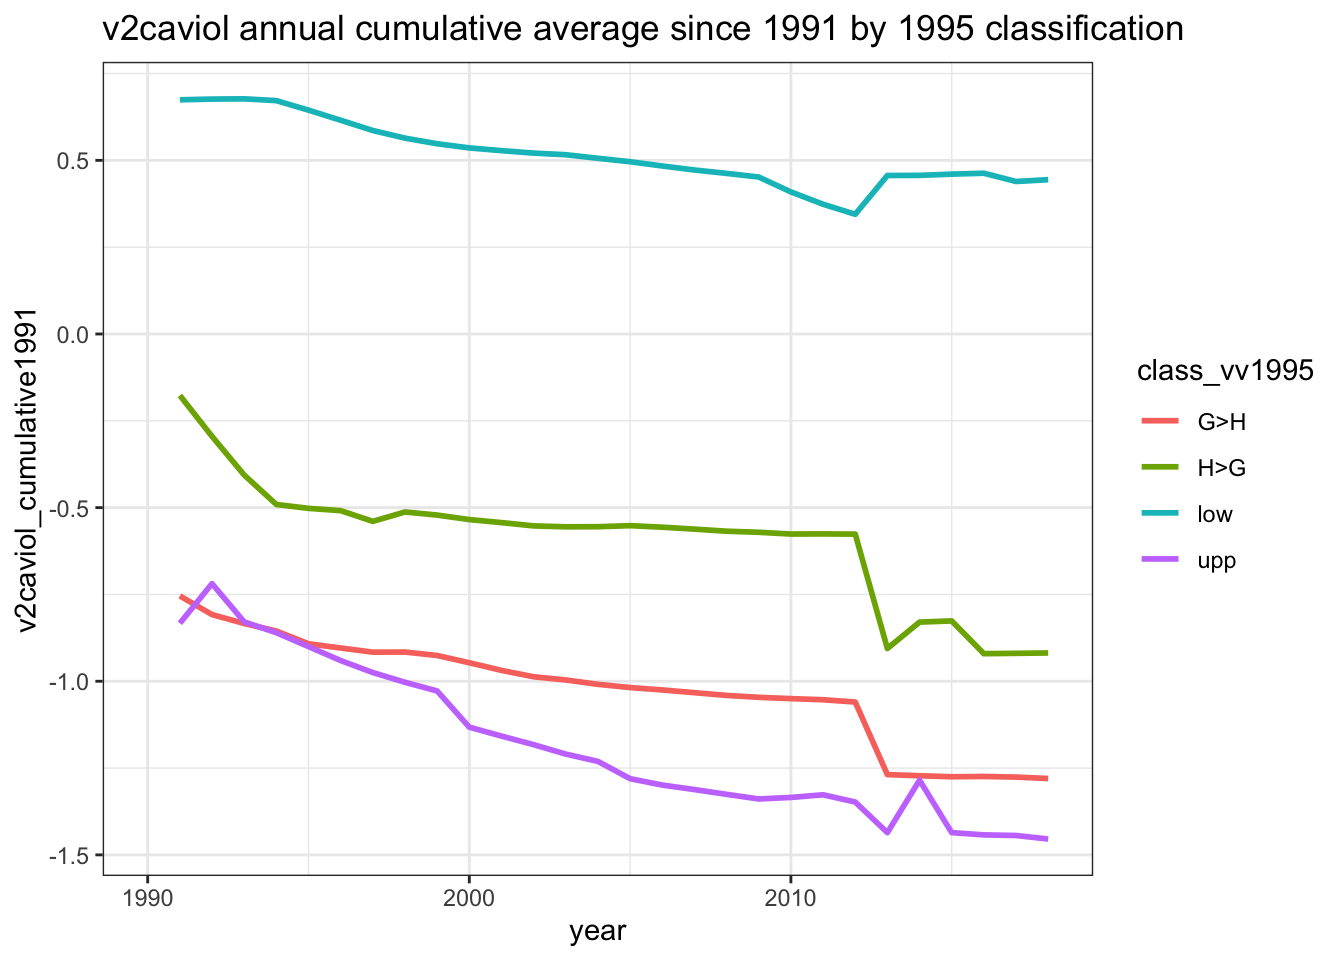 v2caviol annual cumulative average since 1991 by 1995 classification
v2caviol_cumulative1991
0.5
0.0
-0.5
-1.0
-1.5
1990
2000
2010
year
class_vv1995
G>H
H>G
low
upp